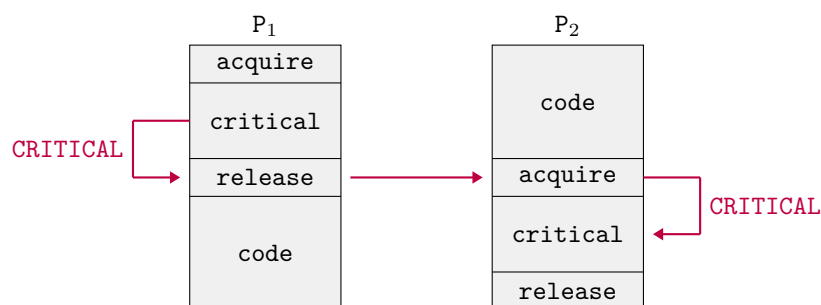 P₁
acquire
critical
CRITICAL
release
code
P₂
code
acquire
CRITICAL
critical
release